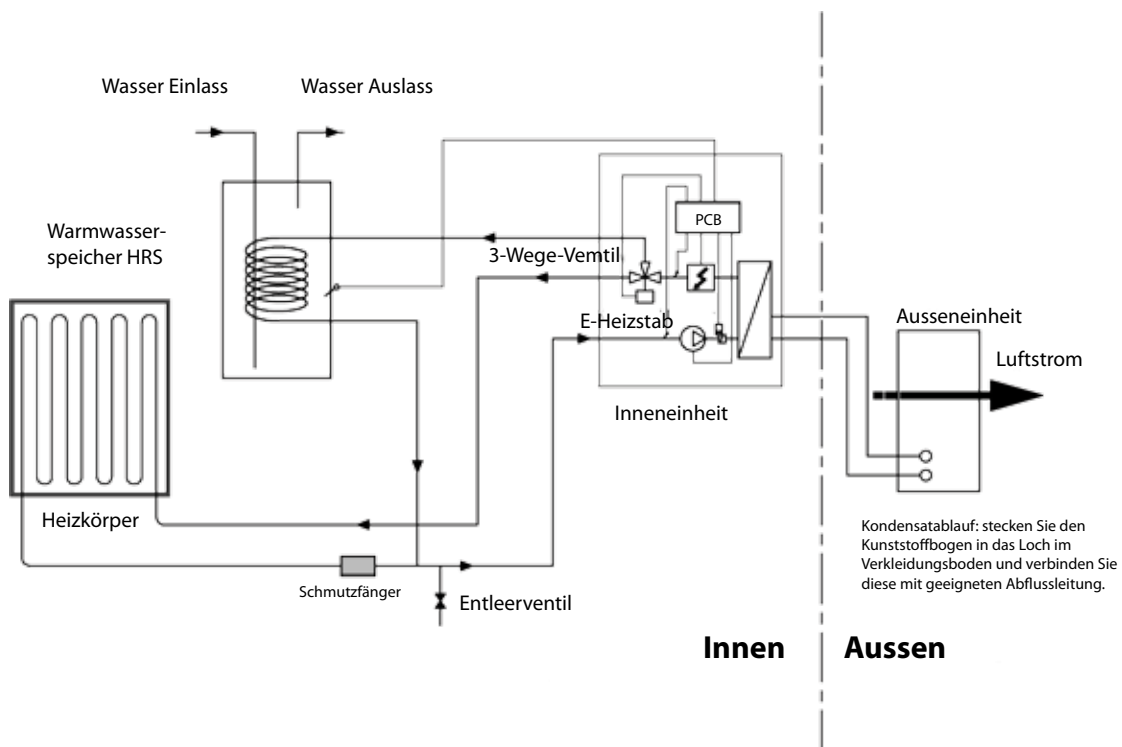 Wasser Einlass
Wasser Auslass
Warmwasser-
speicher HRS
PCB
3-Wege-Vemtil
E-Heizstab
Inneneinheit
Ausseneinheit
Luftstrom
Heizkörper
Kondensatablauf: stecken Sie den
Kunststoffbogen in das Loch im
Verkleidungsboden und verbinden Sie
diese mit geeigneten Abflussleitung.
Schmutzfänger
Entleerventil
Innen
Aussen